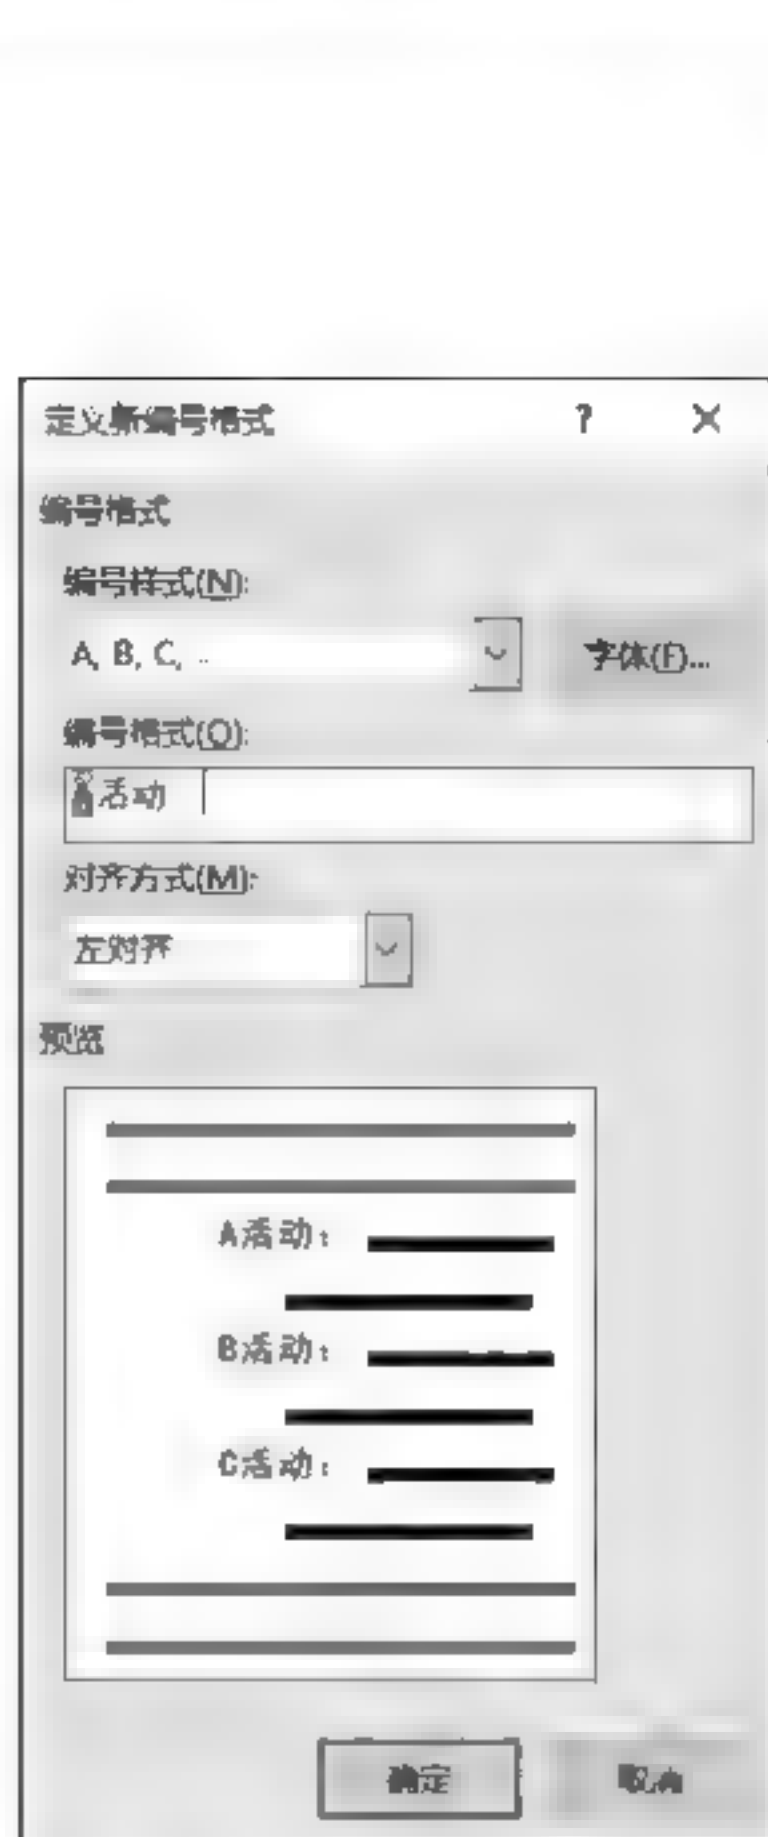 定义新编号格式 ? ×
编号格式
编号样式(N):
A, B, C, ...
字体(F)...
编号格式(O):
A活动
对齐方式(M):
左对齐
预览
A活动：
B活动：
C活动：
确定 取消